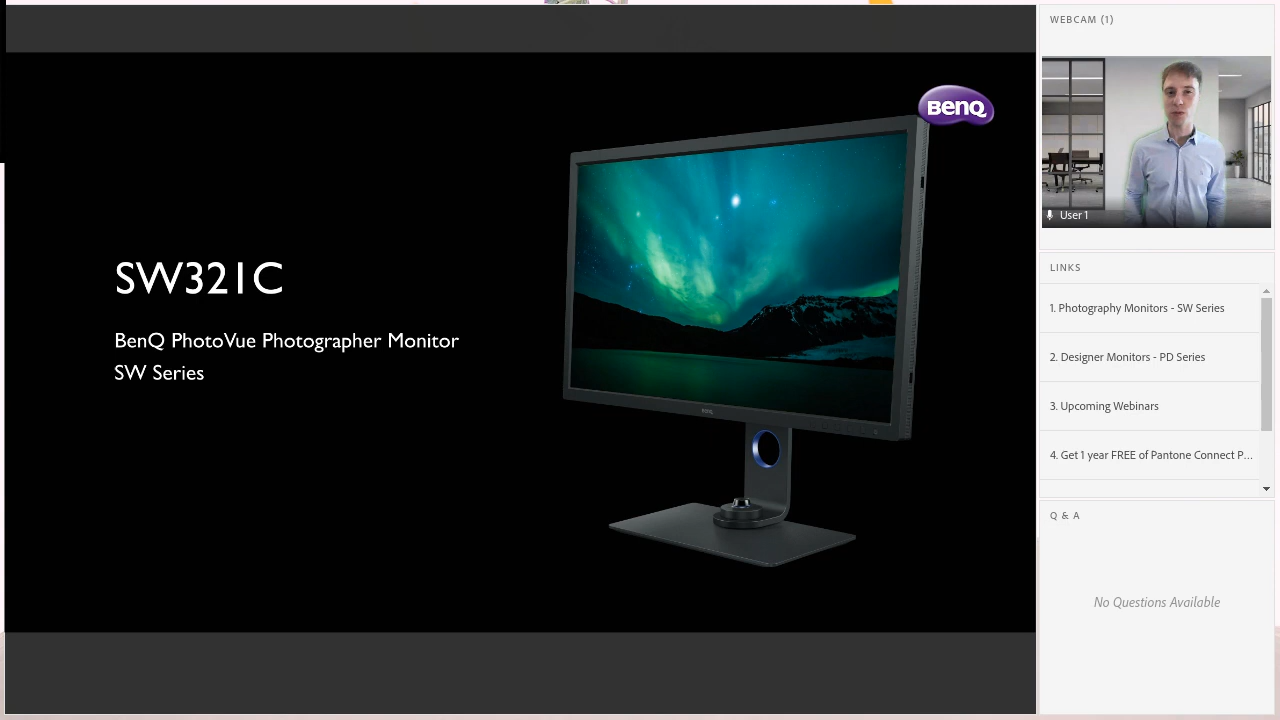 BenQ
SW321C
BenQ PhotoVue Photographer Monitor
SW Series
BenQ
WEBCAM (1)
User 1
LINKS
1. Photography Monitors - SW Series
2. Designer Monitors - PD Series
3. Upcoming Webinars
4. Get 1 year FREE of Pantone Connect P...
Q & A
No Questions Available